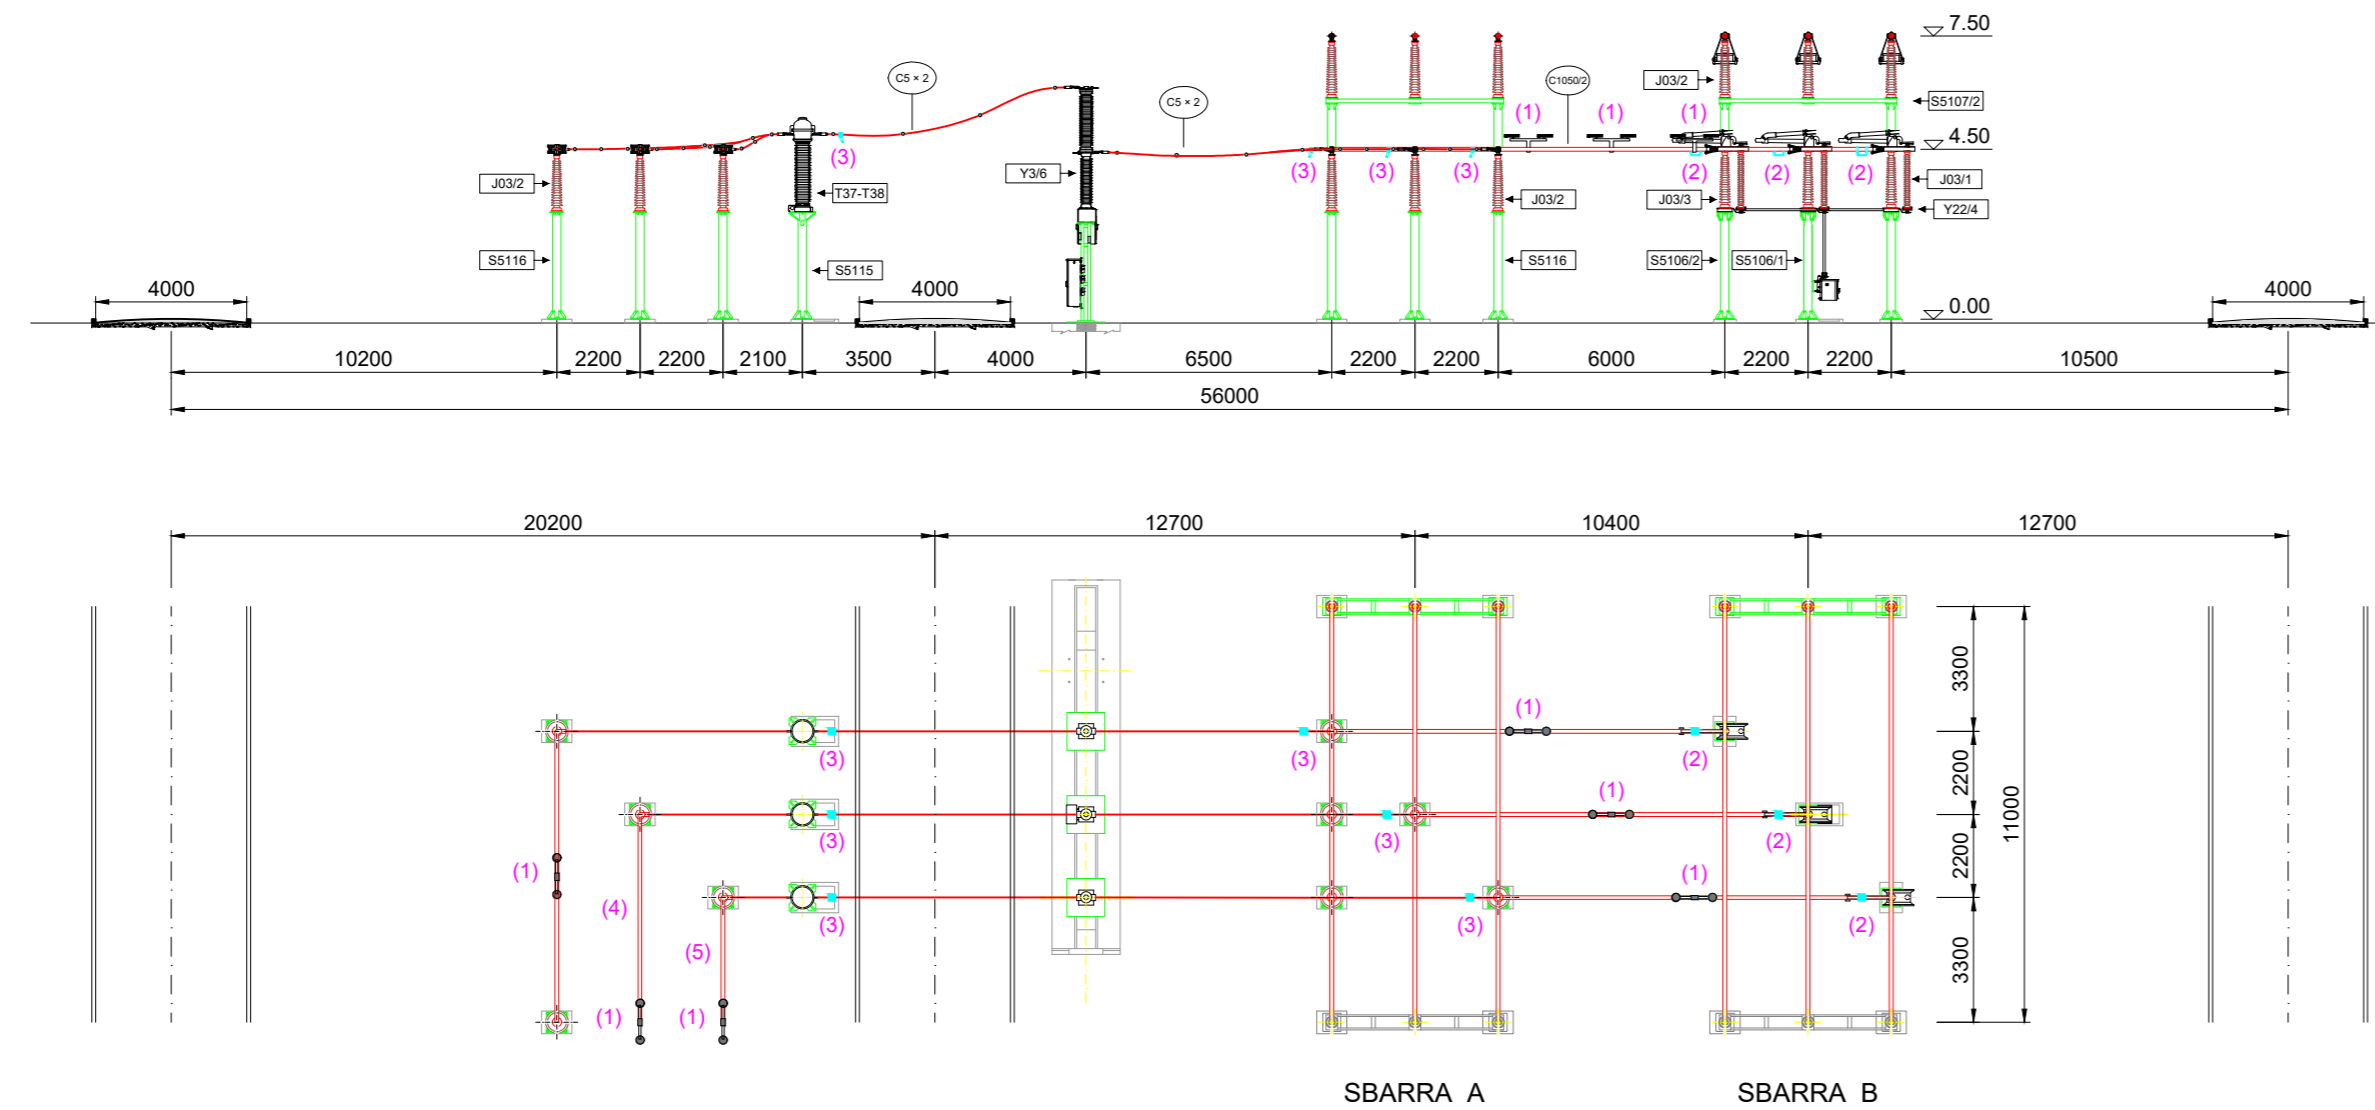 7.50
C5 × 2
C1050/2
J03/2
C5 × 2
(1)
(1)
(1)
S5107/2
4.50
(3)
Y3/6
(3)
(3)
(3)
(2)
(2)
(2)
J03/2
T37-T38
J03/2
J03/3
J03/1
Y22/4
S5116
S5115
S5116
S5106/2
S5106/1
4000
4000
4000
0.00
10200
2200
2200
2100
3500
4000
6500
2200
2200
6000
2200
2200
10500
56000
20200
12700
10400
12700
3300
(1)
(3)
(3)
(2)
2200
(1)
11000
(3)
(3)
(2)
(1)
(1)
2200
(4)
(3)
(3)
(2)
(5)
3300
(1)
(1)
SBARRA A
SBARRA B